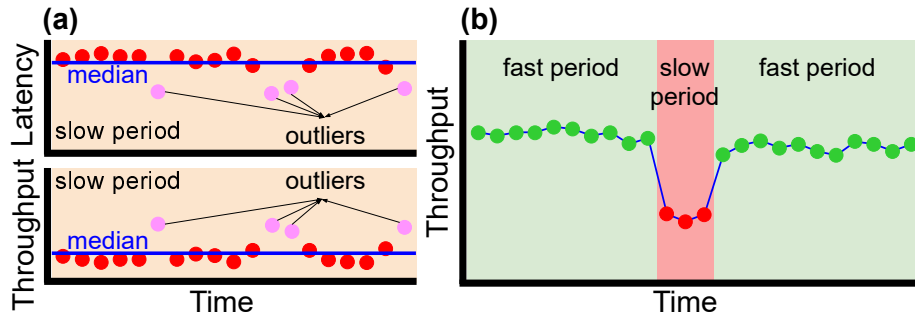 (a)
Latency
median
slow period
outliers
Throughput
slow period
outliers
median
Time
(b)
Throughput
fast period
slow
period
fast period
Time